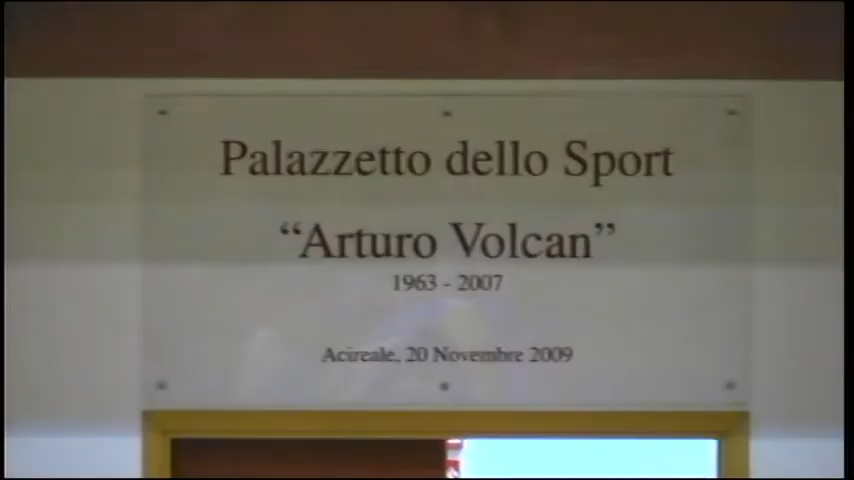 Palazzetto dello Sport
“Arturo Volcan”
1963 - 2007
Acireale, 20 Novembre 2009